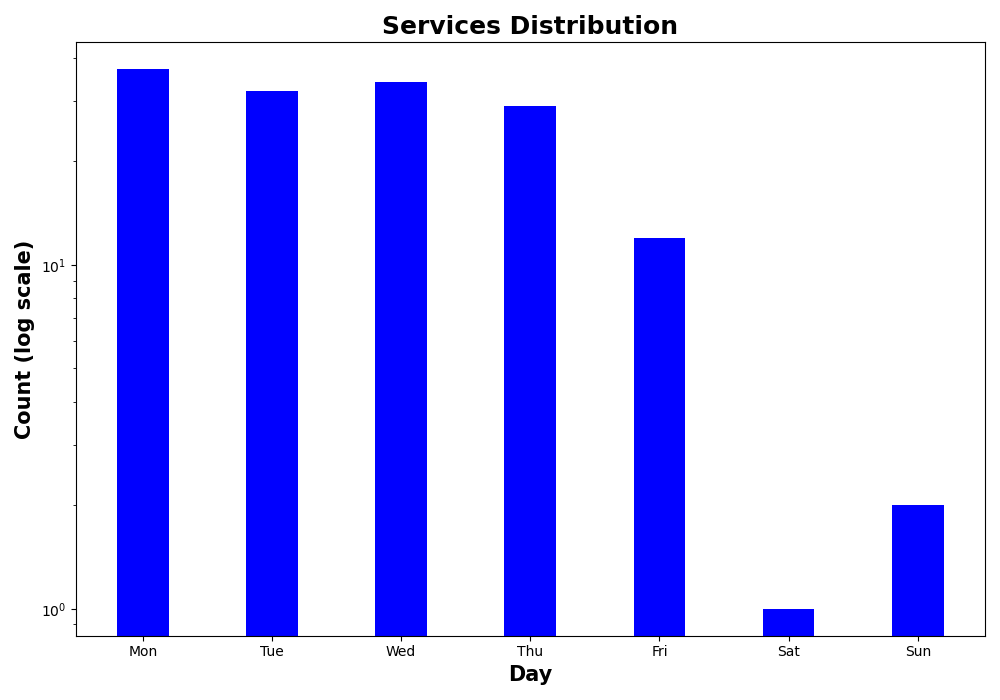 Services Distribution
Count (log scale)
10¹
10⁰
Mon Tue Wed Thu Fri Sat Sun
Day